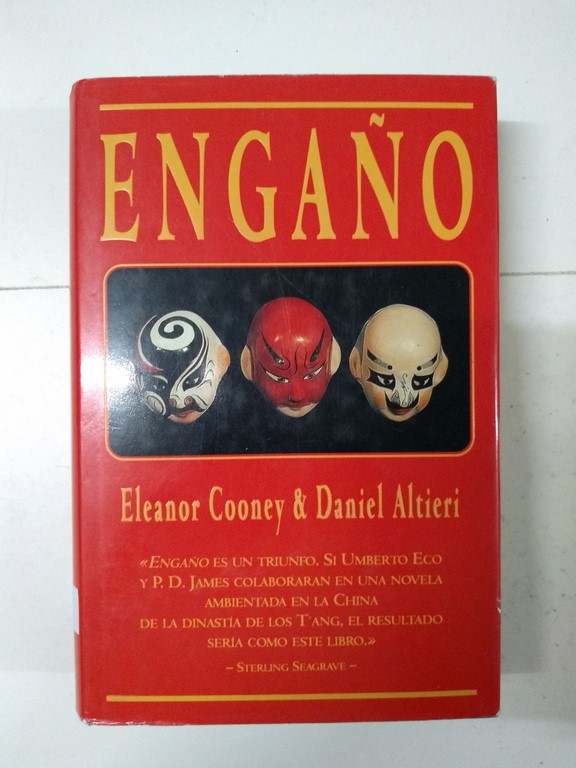 ENGAÑO
Eleanor Cooney & Daniel Altieri
«ENGAÑO ES UN TRIUNFO. SI UMBERTO ECO
Y P. D. JAMES COLABORARAN EN UNA NOVELA
AMBIENTADA EN LA CHINA
DE LA DINASTÍA DE LOS T'ANG, EL RESULTADO
SERÍA COMO ESTE LIBRO.»
– STERLING SEAGRAVE –